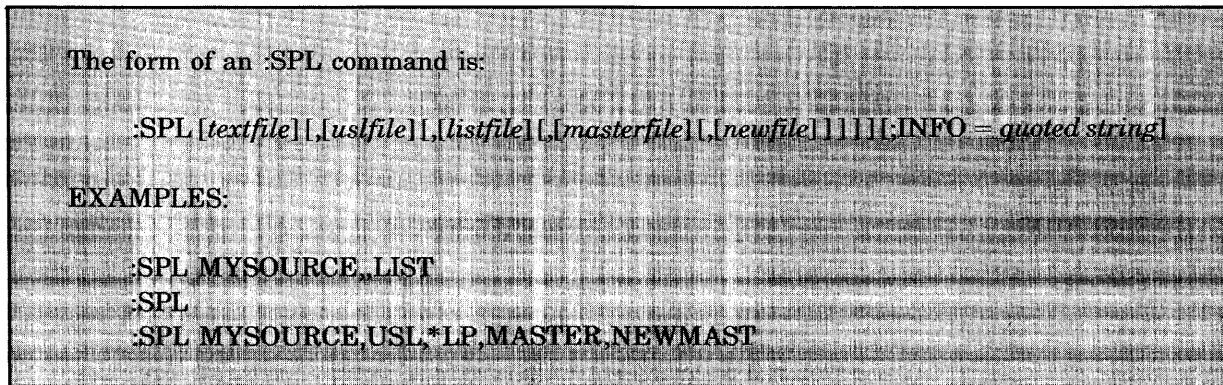 The form of an :SPL command is:
:SPL [textfile] [,[uslfile] [,[listfile] [,[masterfile] [,[newfile] ] ] ] ] [;INFO = quoted string]
EXAMPLES:
:SPL MYSOURCE,,LIST
:SPL
:SPL MYSOURCE,USL,*LP,MASTER,NEWMAST